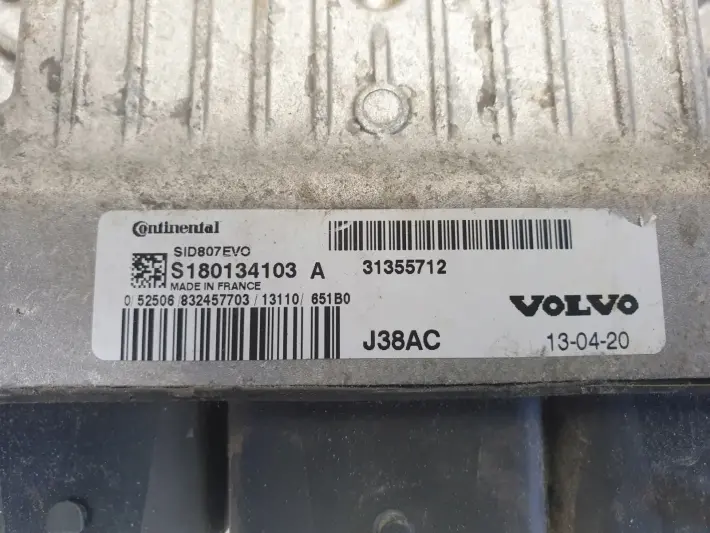 Continental
SID807EVO
S180134103 A 31355712
MADE IN FRANCE
0/52506/832457703/13110/651B0
VOLVO
J38AC 13-04-20